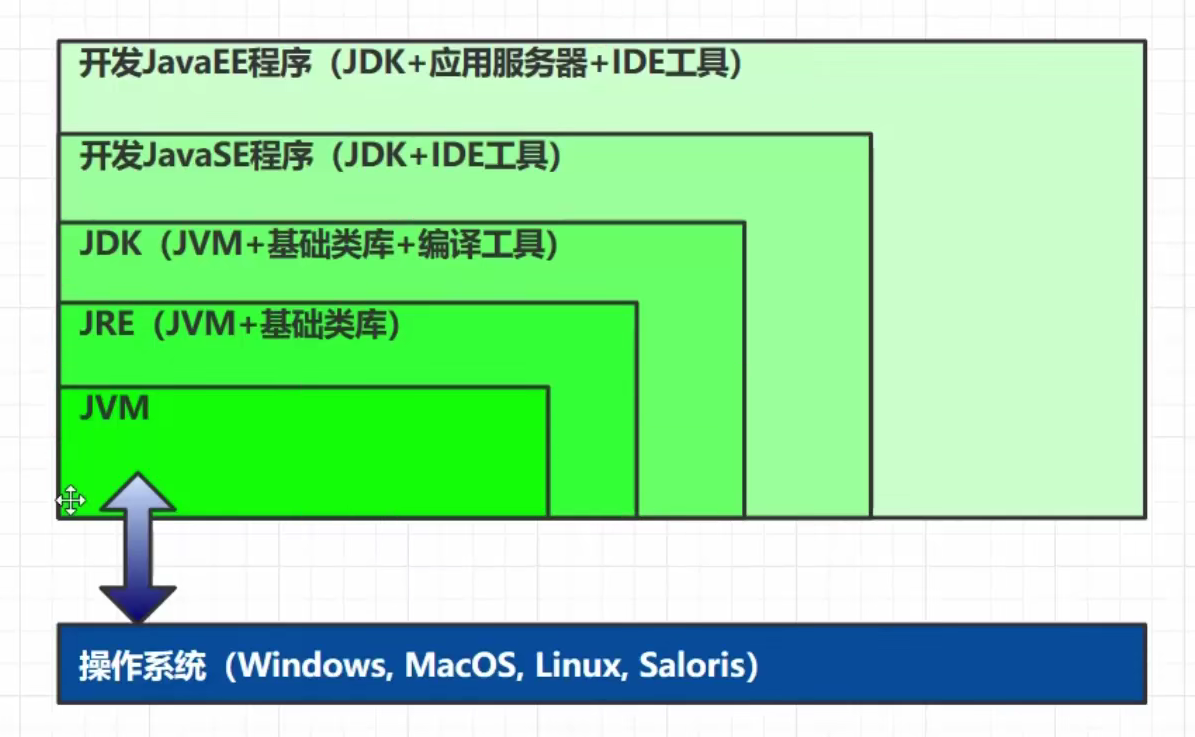 开发JavaEE程序（JDK+应用服务器+IDE工具）
开发JavaSE程序（JDK+IDE工具）
JDK（JVM+基础类库+编译工具）
JRE（JVM+基础类库）
JVM
操作系统（Windows, MacOS, Linux, Saloris）